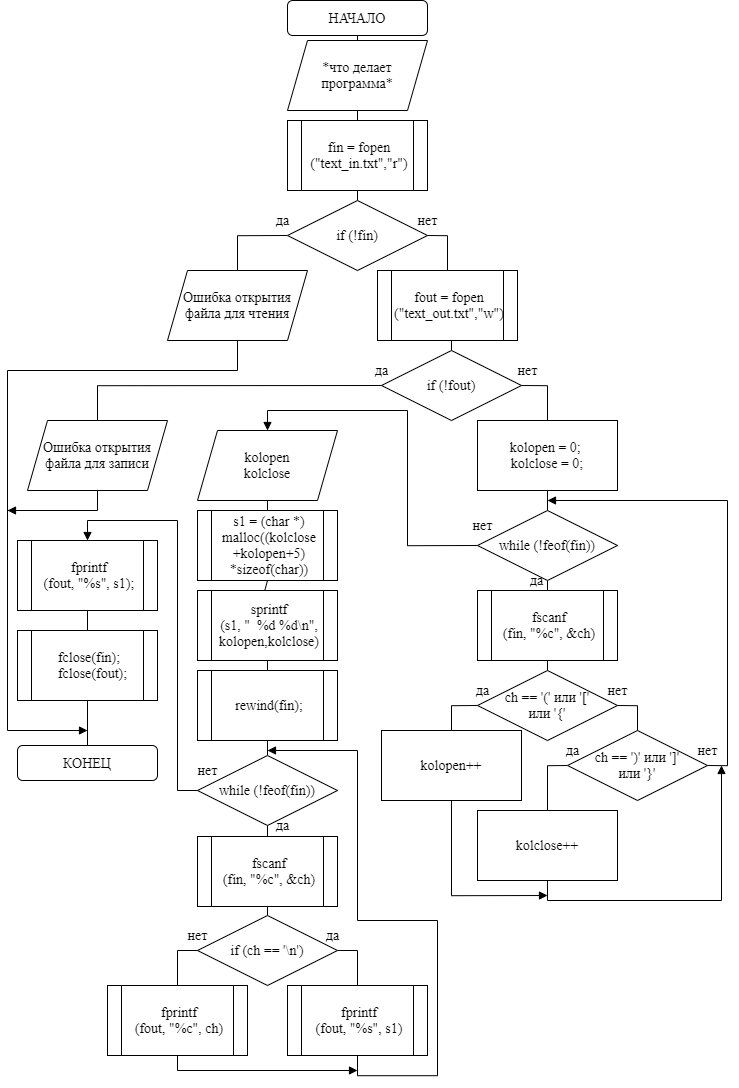 НАЧАЛО
*что делает
программа*
fin = fopen
("text_in.txt","r")
да
нет
if (!fin)
Ошибка открытия
файла для чтения
fout = fopen
("text_out.txt","w")
да
нет
if (!fout)
Ошибка открытия
файла для записи
kolopen
kolclose
kolopen = 0;
kolclose = 0;
s1 = (char *)
malloc((kolclose
+kolopen+5)
*sizeof(char))
нет
while (!feof(fin))
да
fprintf
(fout, "%s", s1);
sprintf
(s1, "  %d %d\n",
kolopen,kolclose)
fscanf
(fin, "%c", &ch)
fclose(fin);
fclose(fout);
rewind(fin);
да
нет
ch == '(' или '['
или '{'
КОНЕЦ
kolopen++
да
нет
ch == ')' или ']'
или '}'
нет
while (!feof(fin))
да
kolclose++
fscanf
(fin, "%c", &ch)
нет
да
if (ch == '\n')
fprintf
(fout, "%c", ch)
fprintf
(fout, "%s", s1)